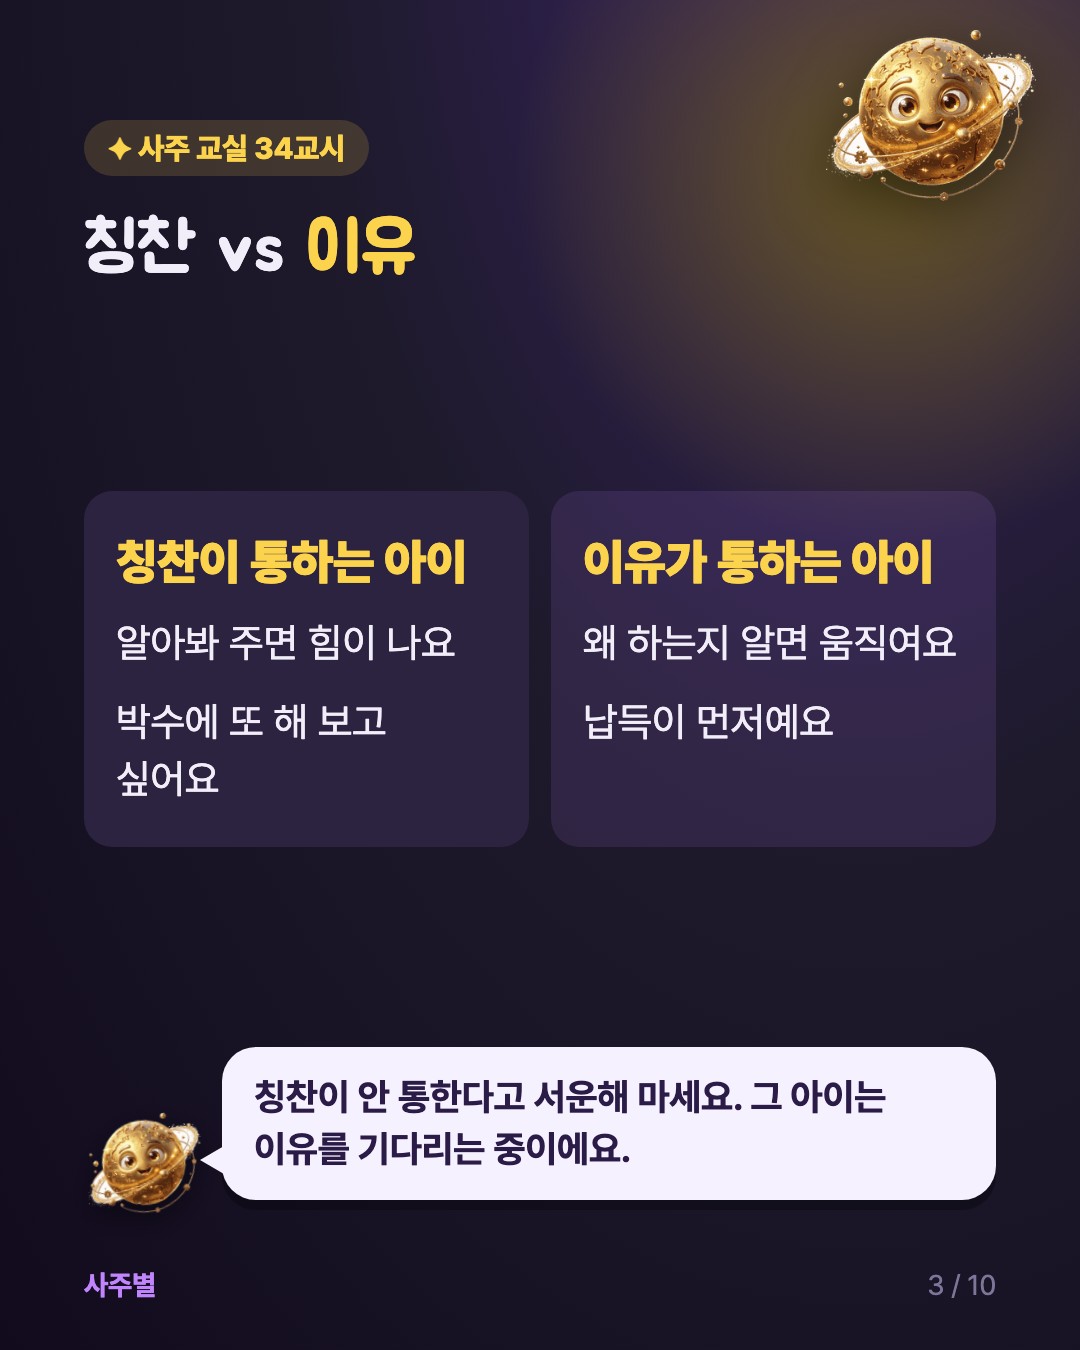 ✦ 사주 교실 34교시
칭찬 vs 이유
칭찬이 통하는 아이
알아봐 주면 힘이 나요
박수에 또 해 보고
싶어요
이유가 통하는 아이
왜 하는지 알면 움직여요
납득이 먼저예요
칭찬이 안 통한다고 서운해 마세요. 그 아이는
이유를 기다리는 중이에요.
사주별
3 / 10